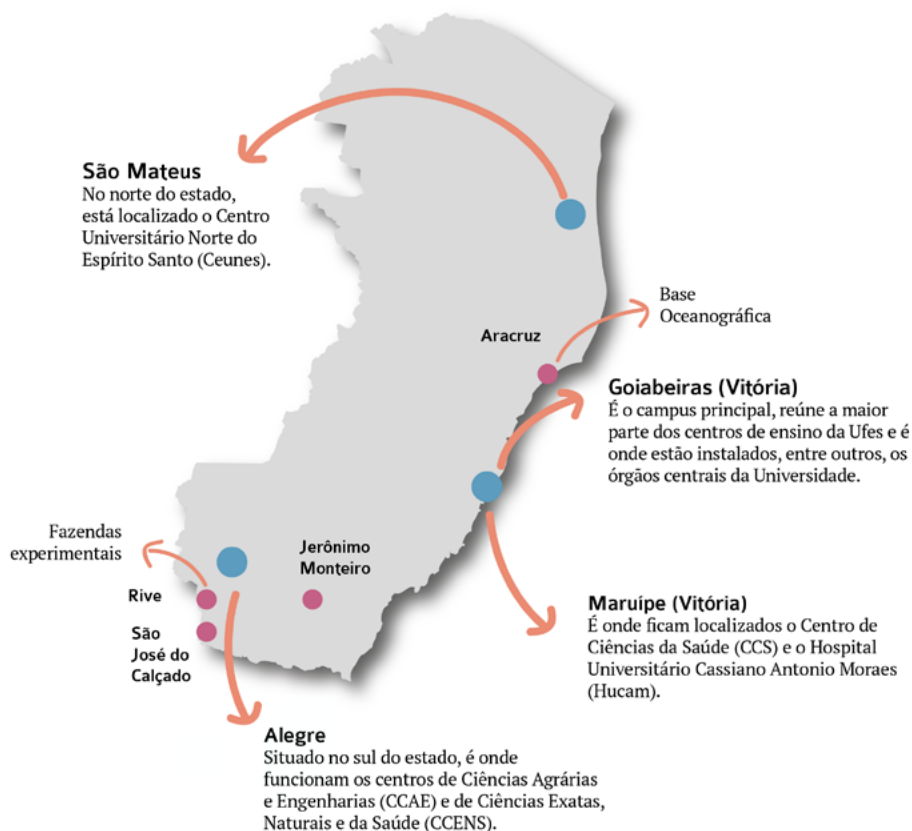 São Mateus
No norte do estado,
está localizado o Centro
Universitário Norte do
Espírito Santo (Ceunes).
Base
Oceanográfica
Aracruz
Goiabeiras (Vitória)
É o campus principal, reúne a maior
parte dos centros de ensino da Ufes e é
onde estão instalados, entre outros, os
órgãos centrais da Universidade.
Fazendas
experimentais
Jerônimo
Monteiro
Rive
São
José do
Calçado
Maruípe (Vitória)
É onde ficam localizados o Centro de
Ciências da Saúde (CCS) e o Hospital
Universitário Cassiano Antonio Moraes
(Hucam).
Alegre
Situado no sul do estado, é onde
funcionam os centros de Ciências Agrárias
e Engenharias (CCAE) e de Ciências Exatas,
Naturais e da Saúde (CCENS).